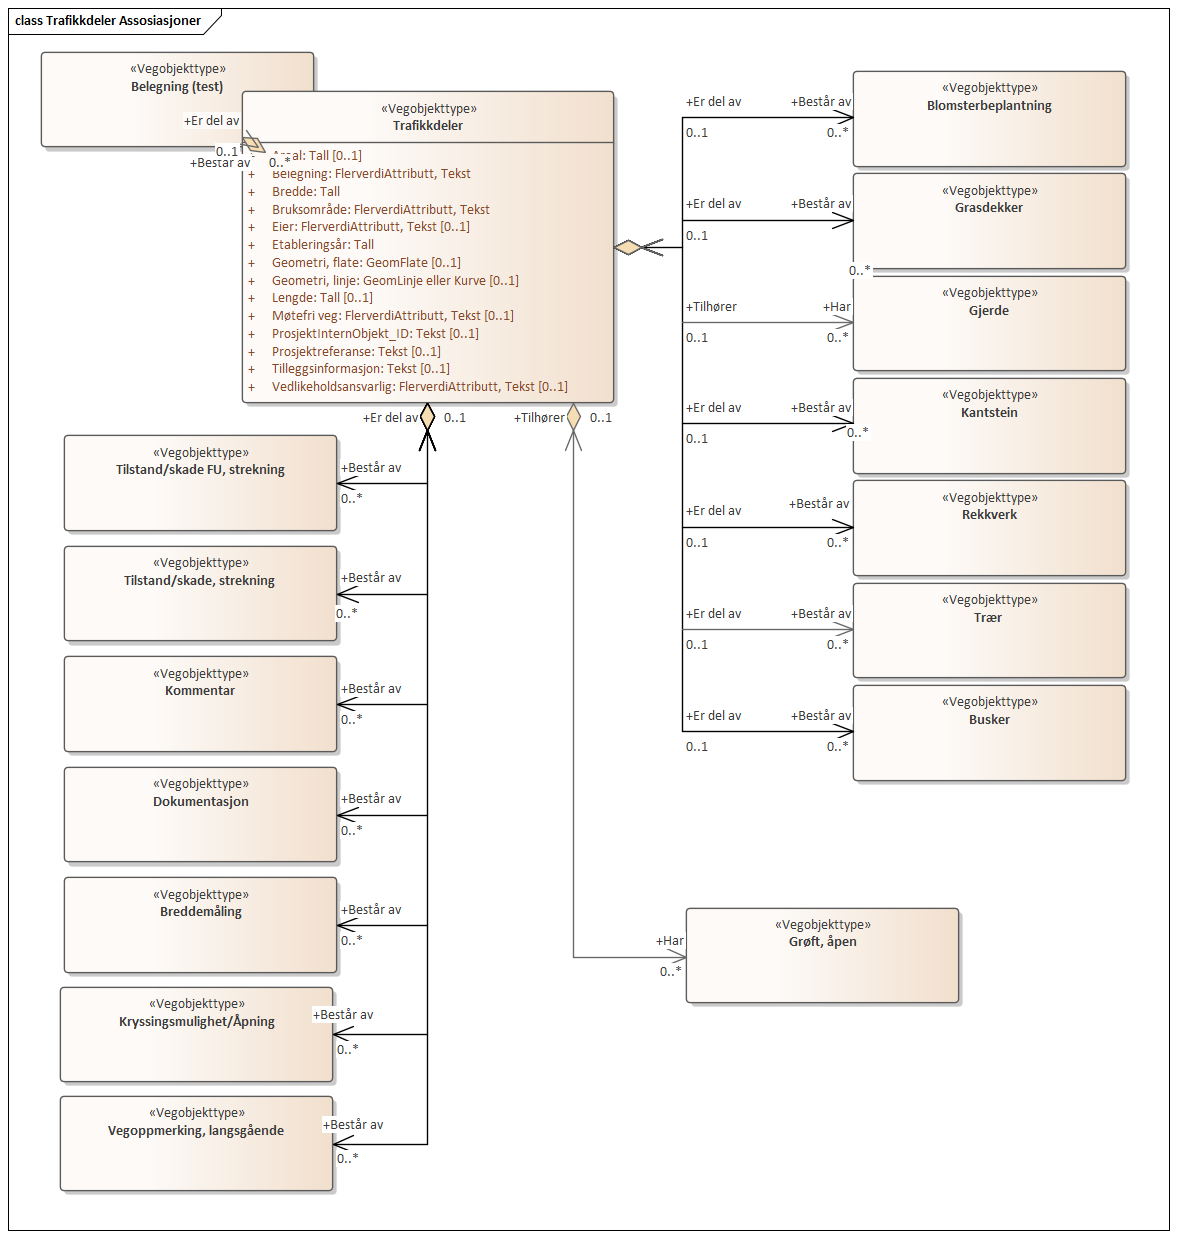 class Trafikkdeler Assosiasjoner
«Vegobjekttype»
Belegning (test)
+Er del av
0..1
+Består av
0..*
«Vegobjekttype»
Trafikkdeler
+ Areal: Tall [0..1]
+ Belegning: FlerverdiAttributt, Tekst
+ Bredde: Tall
+ Bruksområde: FlerverdiAttributt, Tekst
+ Eier: FlerverdiAttributt, Tekst [0..1]
+ Etableringsår: Tall
+ Geometri, flate: GeomFlate [0..1]
+ Geometri, linje: GeomLinje eller Kurve [0..1]
+ Lengde: Tall [0..1]
+ Møtefri veg: FlerverdiAttributt, Tekst [0..1]
+ ProsjektInternObjekt_ID: Tekst [0..1]
+ Prosjektreferanse: Tekst [0..1]
+ Tilleggsinformasjon: Tekst [0..1]
+ Vedlikeholdsansvarlig: FlerverdiAttributt, Tekst [0..1]
+Er del av
0..1
+Tilhører
0..1
+Er del av
+Består av
0..1
0..*
«Vegobjekttype»
Blomsterbeplantning
+Er del av
+Består av
0..1
0..*
«Vegobjekttype»
Grasdekker
+Tilhører
+Har
0..1
0..*
«Vegobjekttype»
Gjerde
+Er del av
+Består av
0..1
0..*
«Vegobjekttype»
Kantstein
+Er del av
+Består av
0..1
0..*
«Vegobjekttype»
Rekkverk
+Er del av
+Består av
0..1
0..*
«Vegobjekttype»
Trær
+Er del av
+Består av
0..1
0..*
«Vegobjekttype»
Busker
«Vegobjekttype»
Tilstand/skade FU, strekning
+Består av
0..*
«Vegobjekttype»
Tilstand/skade, strekning
+Består av
0..*
«Vegobjekttype»
Kommentar
+Består av
0..*
«Vegobjekttype»
Dokumentasjon
+Består av
0..*
«Vegobjekttype»
Breddemåling
+Består av
0..*
«Vegobjekttype»
Kryssingsmulighet/Åpning
+Består av
0..*
«Vegobjekttype»
Vegoppmerking, langsgående
+Består av
0..*
+Har
0..*
«Vegobjekttype»
Grøft, åpen